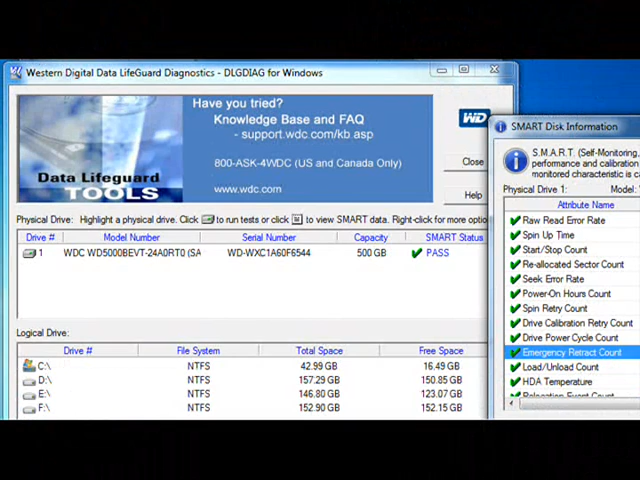 Western Digital Data LifeGuard Diagnostics - DLGDIAG for Windows
Have you tried?
Knowledge Base and FAQ
- support.wdc.com/kb.asp
800-ASK-4WDC (US and Canada Only)
www.wdc.com
Data Lifeguard
TOOLS
WD
Close
Help
Physical Drive: Highlight a physical drive. Click to run tests or click to view SMART data. Right-click for more optio
Drive # Model Number Serial Number Capacity SMART Status
1 WDC WD5000BEVT-24A0RT0 (SA WD-WXC1A60F6544 500 GB PASS
Logical Drive:
Drive # File System Total Space Free Space
C:\ NTFS 42.99 GB 16.49 GB
D:\ NTFS 157.29 GB 150.85 GB
E:\ NTFS 146.80 GB 123.07 GB
F:\ NTFS 152.90 GB 152.15 GB
SMART Disk Information
S.M.A.R.T. (Self-Monitoring,
performance and calibration
monitored characteristic is ca
Physical Drive 1: Model:
Attribute Name
Raw Read Error Rate
Spin Up Time
Start/Stop Count
Re-allocated Sector Count
Seek Error Rate
Power-On Hours Count
Spin Retry Count
Drive Calibration Retry Count
Drive Power Cycle Count
Emergency Retract Count
Load/Unload Count
HDA Temperature
Relocation Event Count